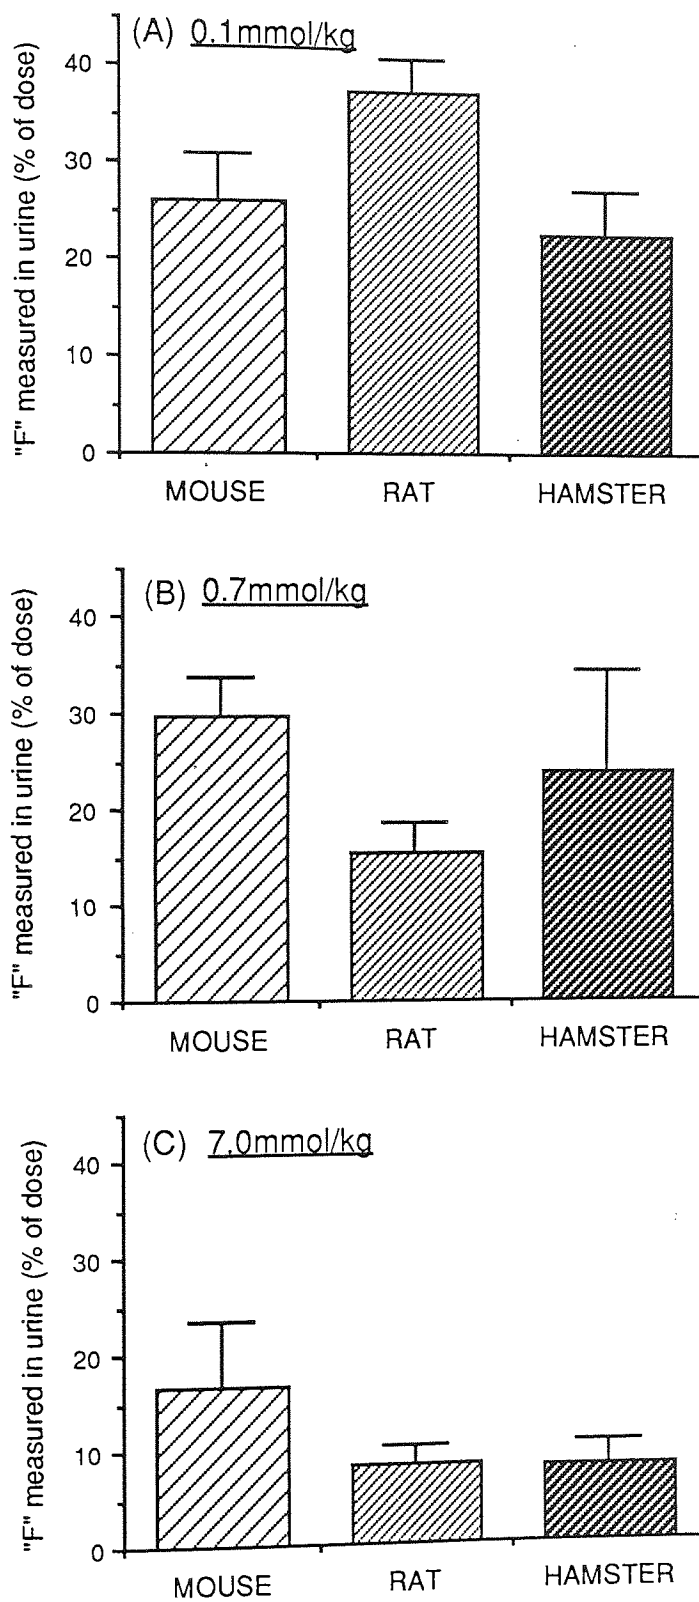 (A) 0.1mmol/kg
"F" measured in urine (% of dose)
40
30
20
10
0
MOUSE RAT HAMSTER
(B) 0.7mmol/kg
"F" measured in urine (% of dose)
40
30
20
10
0
MOUSE RAT HAMSTER
(C) 7.0mmol/kg
"F" measured in urine (% of dose)
40
30
20
10
0
MOUSE RAT HAMSTER